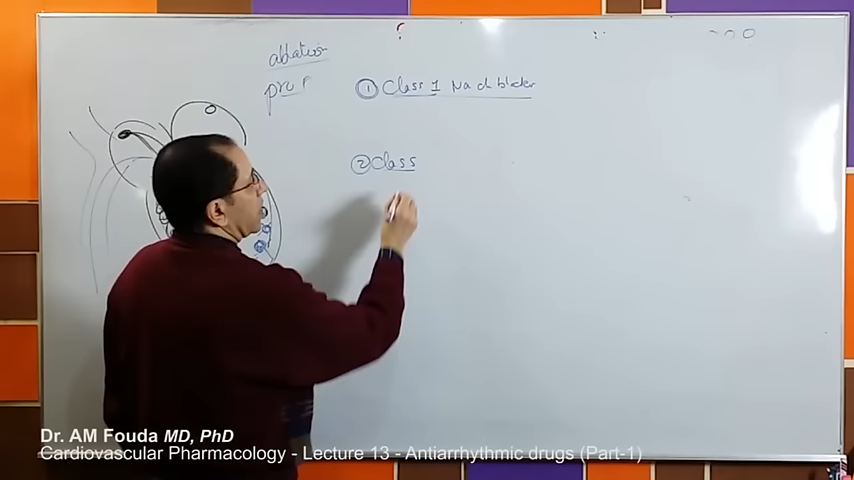 ablation
① Class 1 Na ch blocker
② Class
Dr. AM Fouda MD, PhD
Cardiovascular Pharmacology - Lecture 13 - Antiarrhythmic drugs (Part-1)